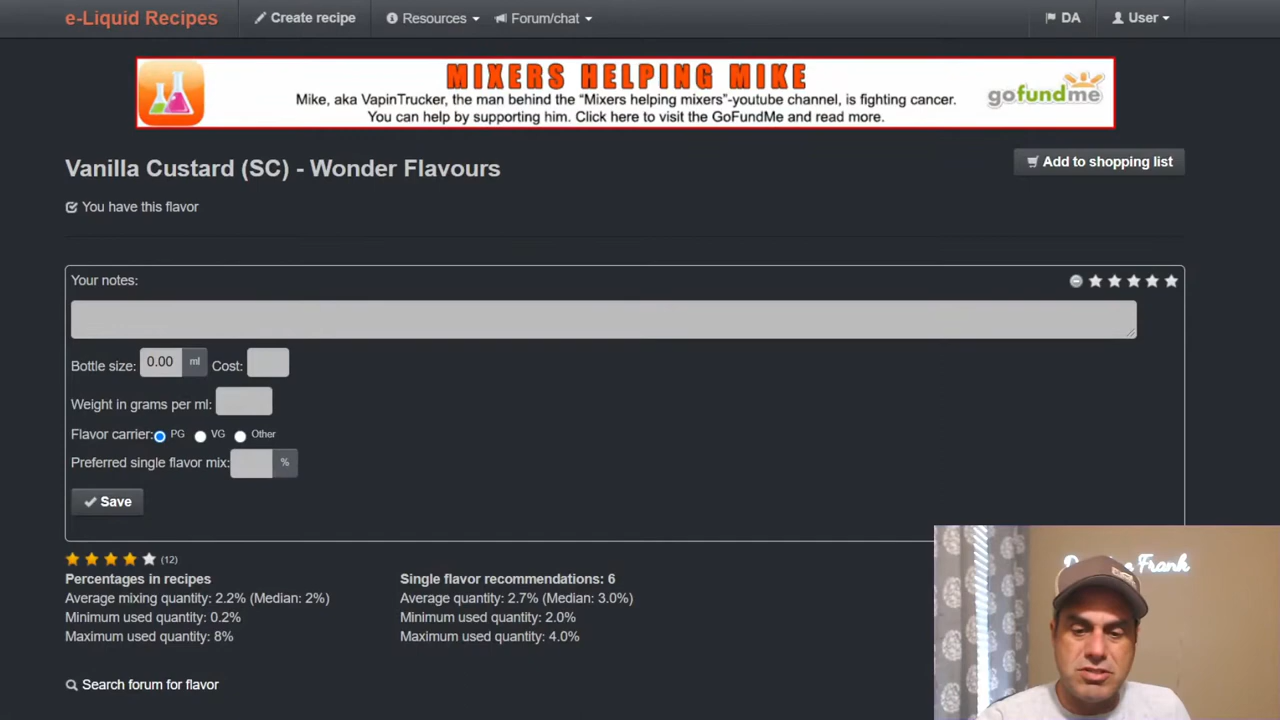 e-Liquid Recipes
Create recipe
Resources
Forum/chat
DA
User
MIXERS HELPING MIKE
Mike, aka VapinTrucker, the man behind the “Mixers helping mixers”-youtube channel, is fighting cancer.
You can help by supporting him. Click here to visit the GoFundMe and read more.
gofundme
Vanilla Custard (SC) - Wonder Flavours
Add to shopping list
You have this flavor
Your notes:
Bottle size: 0.00 ml Cost:
Weight in grams per ml:
Flavor carrier: PG VG Other
Preferred single flavor mix: %
Save
(12)
Percentages in recipes
Average mixing quantity: 2.2% (Median: 2%)
Minimum used quantity: 0.2%
Maximum used quantity: 8%
Single flavor recommendations: 6
Average quantity: 2.7% (Median: 3.0%)
Minimum used quantity: 2.0%
Maximum used quantity: 4.0%
Search forum for flavor
Frank